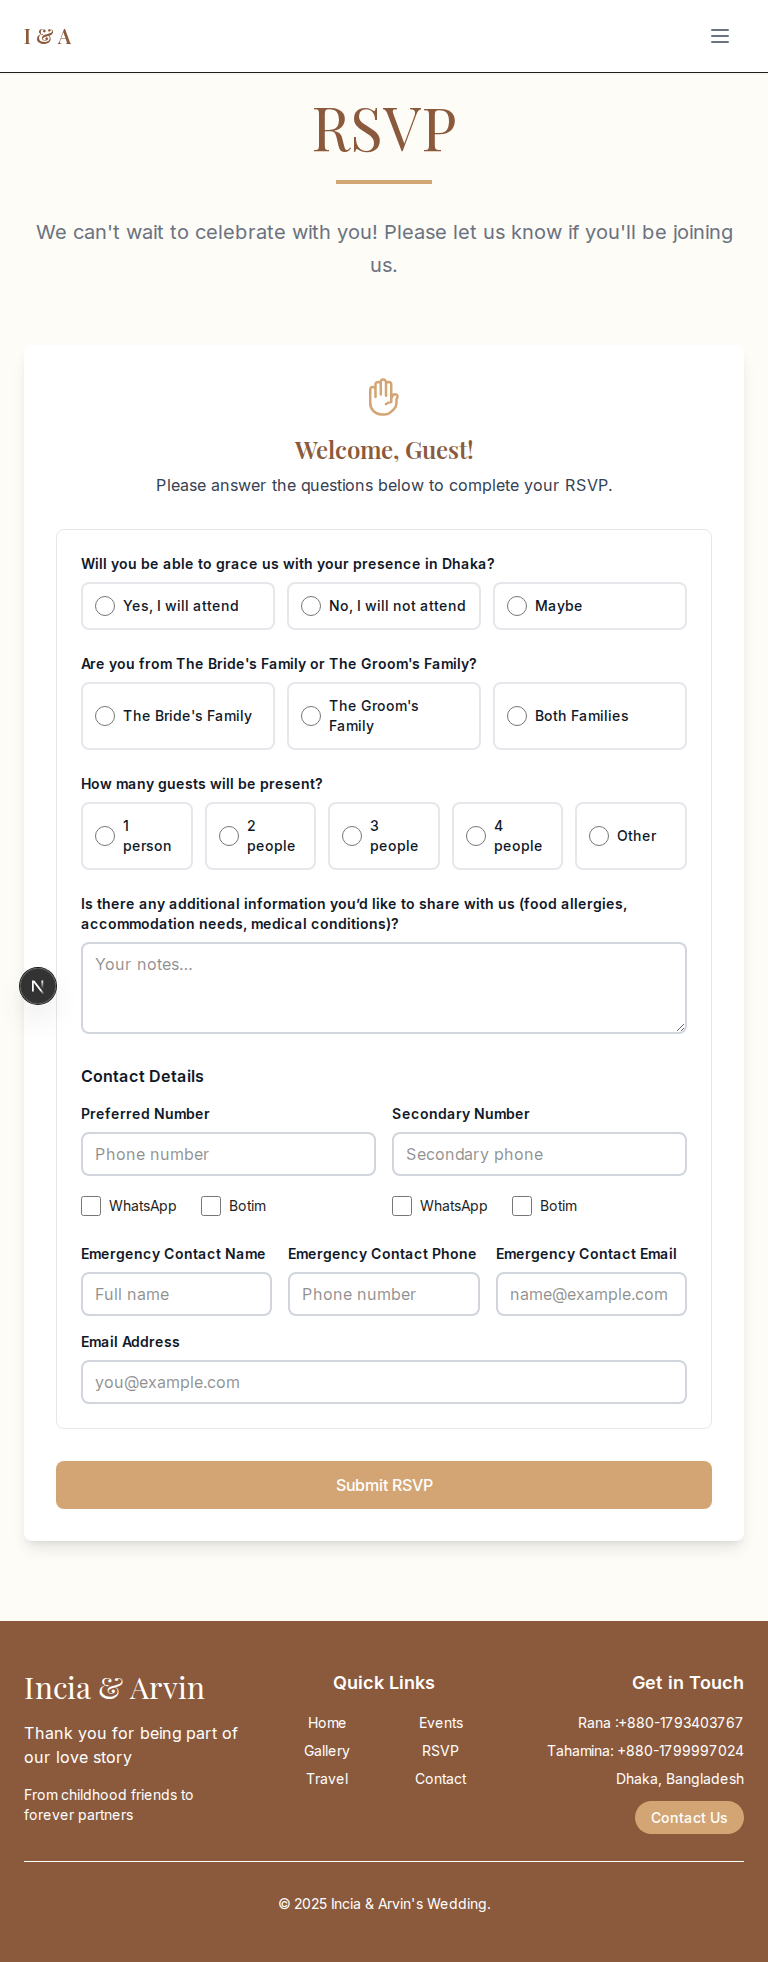 I & A
RSVP
We can't wait to celebrate with you! Please let us know if you'll be joining
us.
Welcome, Guest!
Please answer the questions below to complete your RSVP.
Will you be able to grace us with your presence in Dhaka?
Yes, I will attend
No, I will not attend
Maybe
Are you from The Bride's Family or The Groom's Family?
The Bride's Family
The Groom's
Family
Both Families
How many guests will be present?
1
person
2
people
3
people
4
people
Other
Is there any additional information you’d like to share with us (food allergies,
accommodation needs, medical conditions)?
Your notes...
N
Contact Details
Preferred Number
Secondary Number
Phone number
Secondary phone
WhatsApp
Botim
WhatsApp
Botim
Emergency Contact Name
Emergency Contact Phone
Emergency Contact Email
Full name
Phone number
name@example.com
Email Address
you@example.com
Submit RSVP
Incia & Arvin
Thank you for being part of
our love story
From childhood friends to
forever partners
Quick Links
Home
Events
Gallery
RSVP
Travel
Contact
Get in Touch
Rana :+880-1793403767
Tahamina: +880-1799997024
Dhaka, Bangladesh
Contact Us
© 2025 Incia & Arvin's Wedding.